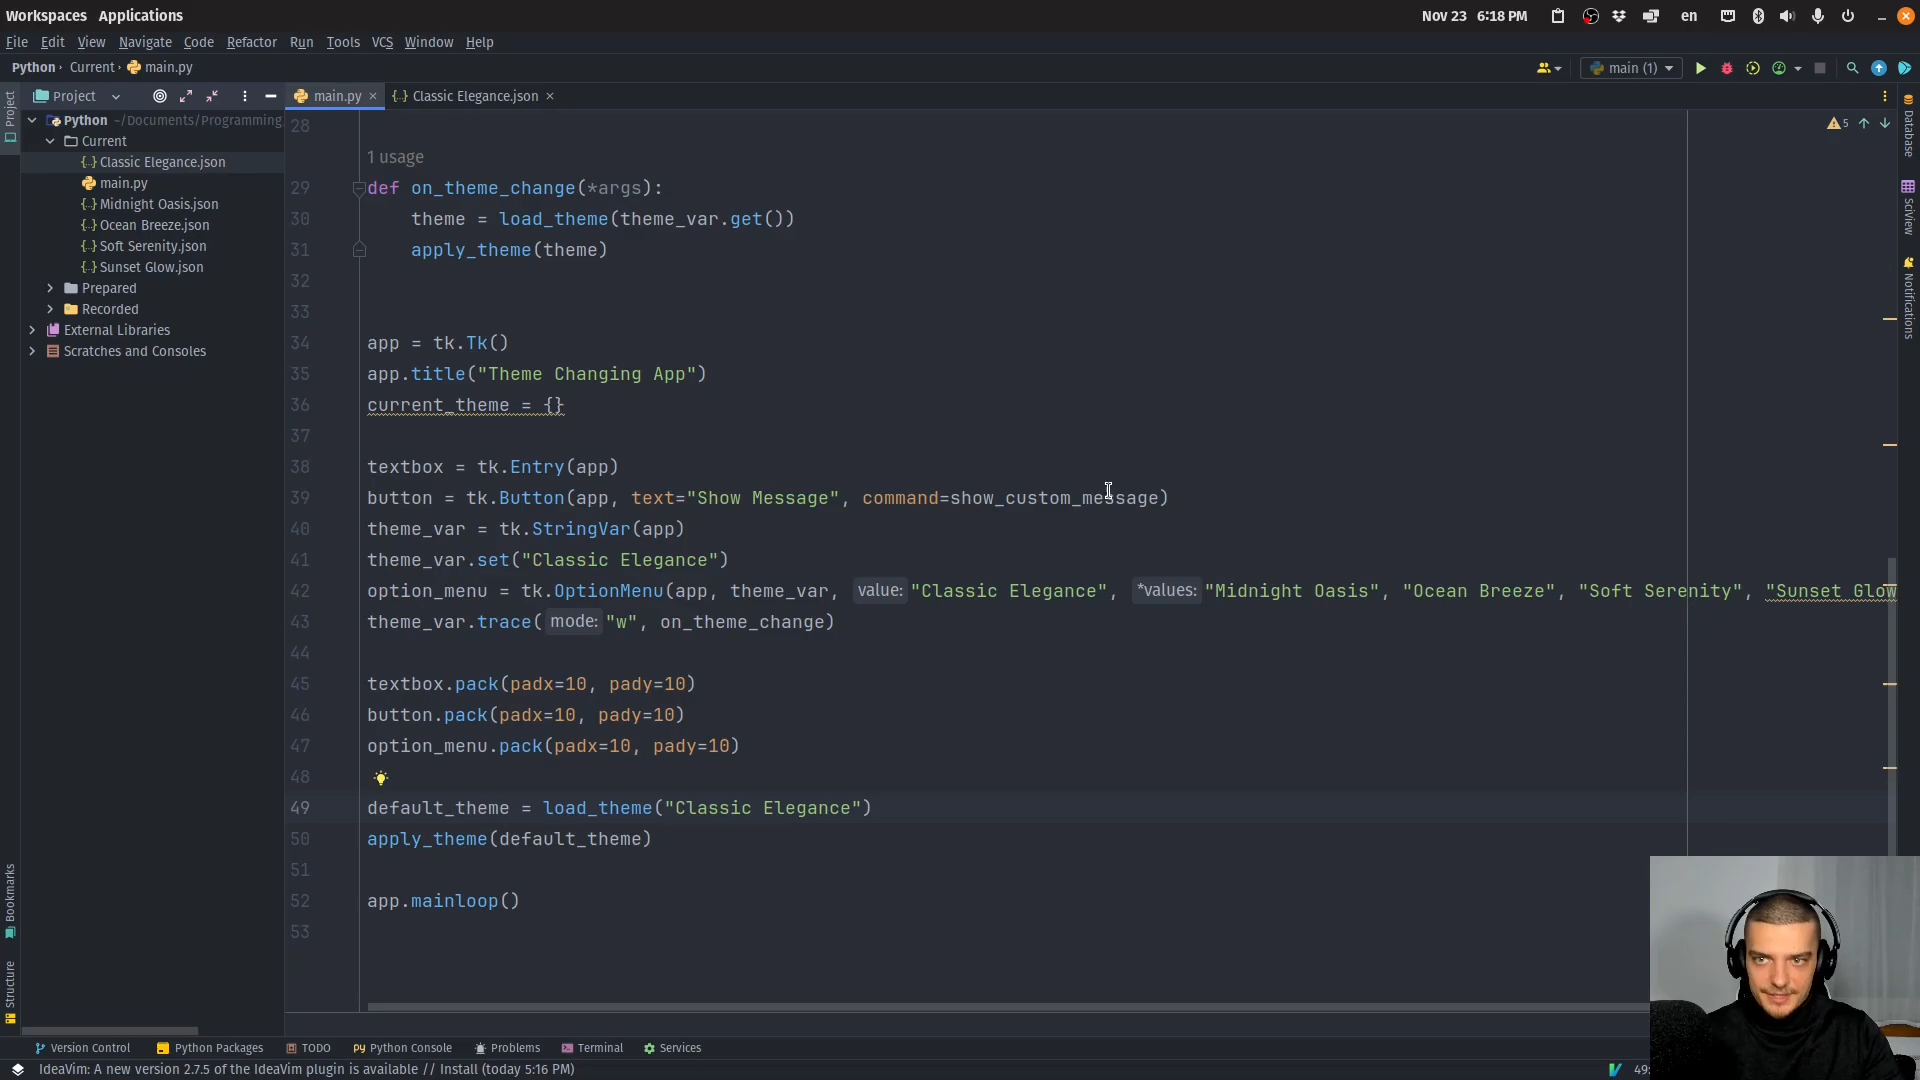 Workspaces Applications
Nov 23 6:18 PM
en
File Edit View Navigate Code Refactor Run Tools VCS Window Help
Python Current main.py
main (1)
Project
main.py
Classic Elegance.json
5
Project
Python ~/Documents/Programming
Current
Classic Elegance.json
main.py
Midnight Oasis.json
Ocean Breeze.json
Soft Serenity.json
Sunset Glow.json
Prepared
Recorded
External Libraries
Scratches and Consoles
Database
SciView
Notifications
28
1 usage
29 def on_theme_change(*args):
30 theme = load_theme(theme_var.get())
31 apply_theme(theme)
32
33
34 app = tk.Tk()
35 app.title("Theme Changing App")
36 current_theme = {}
37
38 textbox = tk.Entry(app)
39 button = tk.Button(app, text="Show Message", command=show_custom_message)
40 theme_var = tk.StringVar(app)
41 theme_var.set("Classic Elegance")
42 option_menu = tk.OptionMenu(app, theme_var, value: "Classic Elegance", *values: "Midnight Oasis", "Ocean Breeze", "Soft Serenity", "Sunset Glow
43 theme_var.trace( mode: "w", on_theme_change)
44
45 textbox.pack(padx=10, pady=10)
46 button.pack(padx=10, pady=10)
47 option_menu.pack(padx=10, pady=10)
48
49 default_theme = load_theme("Classic Elegance")
50 apply_theme(default_theme)
51
52 app.mainloop()
53
Bookmarks
Structure
Version Control Python Packages TODO Python Console Problems Terminal Services
IdeaVim: A new version 2.7.5 of the IdeaVim plugin is available // Install (today 5:16 PM)
49: